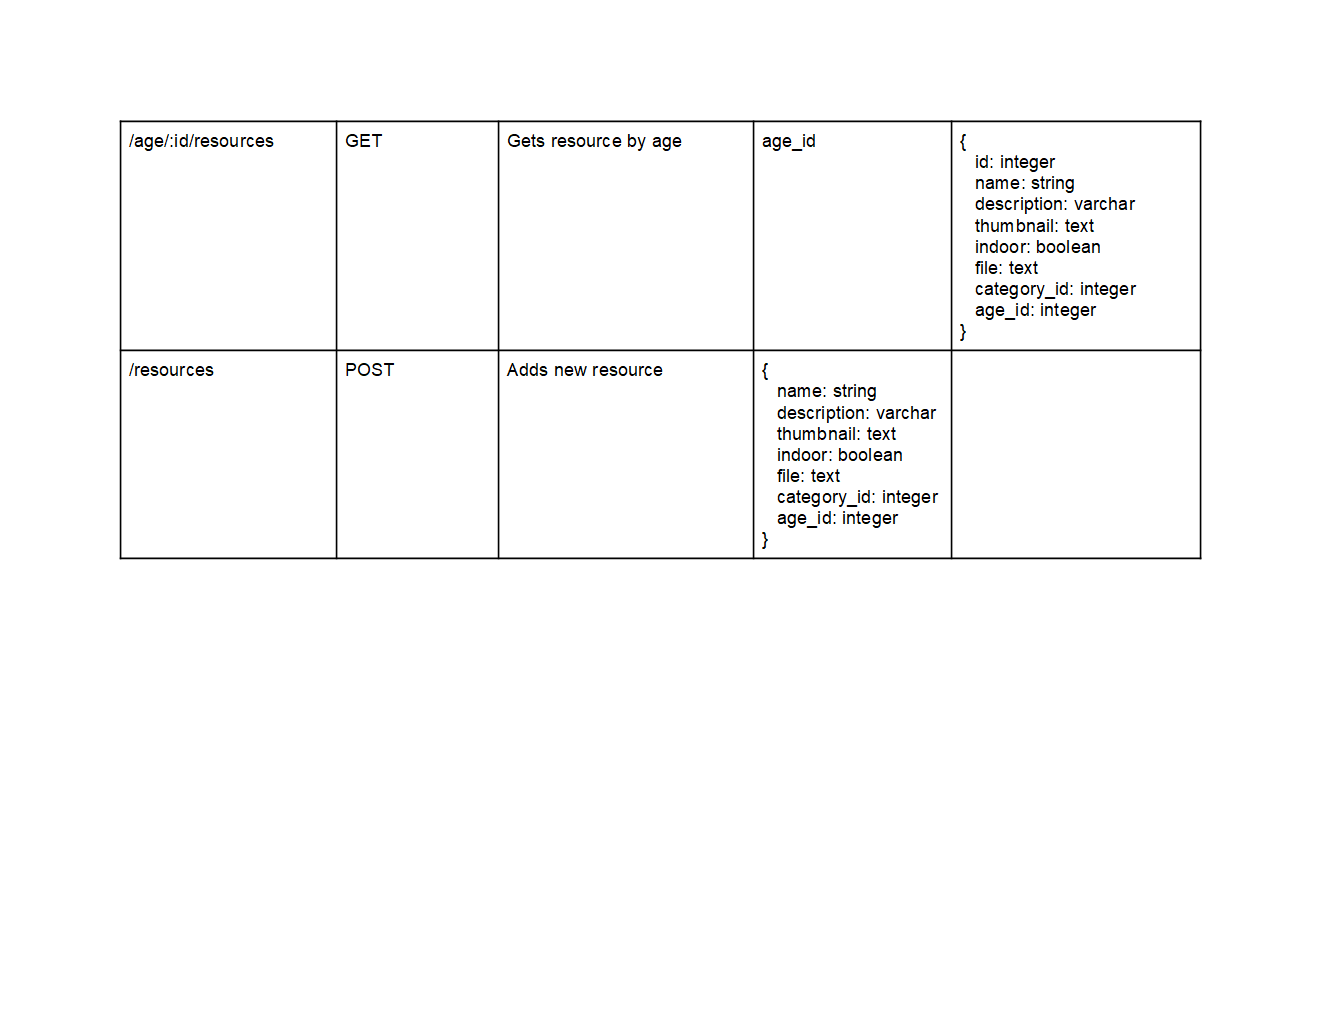 /age/:id/resources
GET
Gets resource by age
age_id
{
id: integer
name: string
description: varchar
thumbnail: text
indoor: boolean
file: text
category_id: integer
age_id: integer
}
/resources
POST
Adds new resource
{
name: string
description: varchar
thumbnail: text
indoor: boolean
file: text
category_id: integer
age_id: integer
}